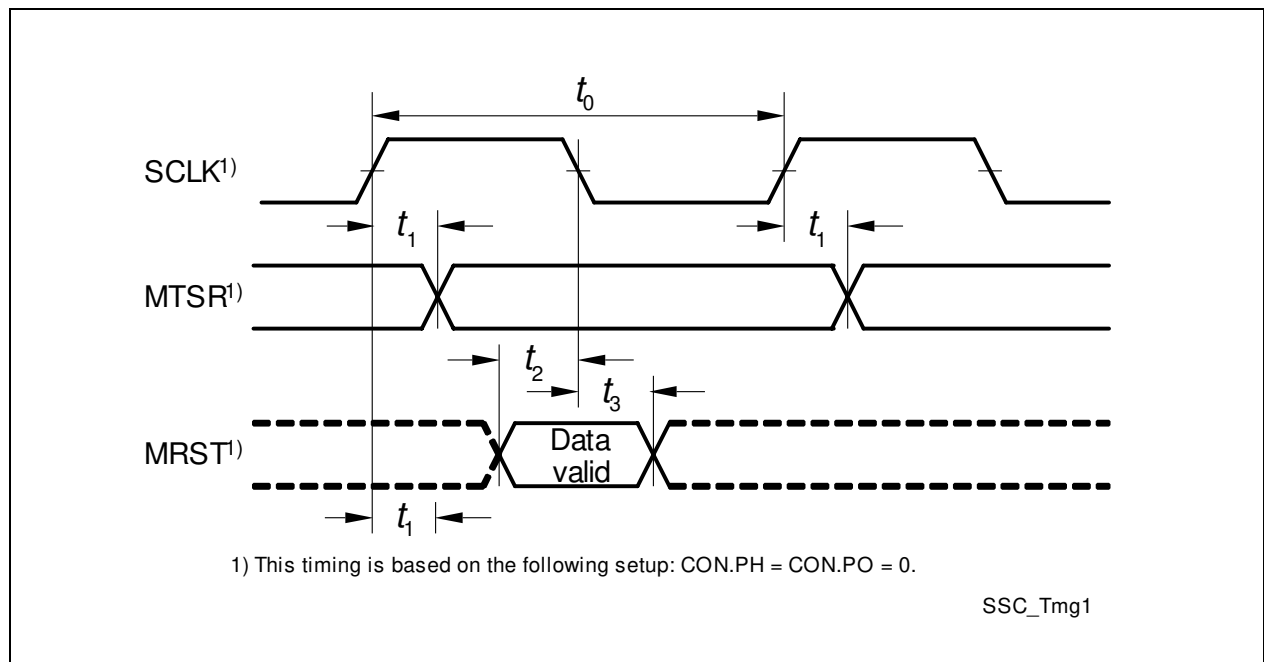 t₀
SCLK¹⁾
t₁ t₁
MTSR¹⁾
t₂
t₃
MRST¹⁾
Data
valid
t₁
1) This timing is based on the following setup: CON.PH = CON.PO = 0.
SSC_Tmg1